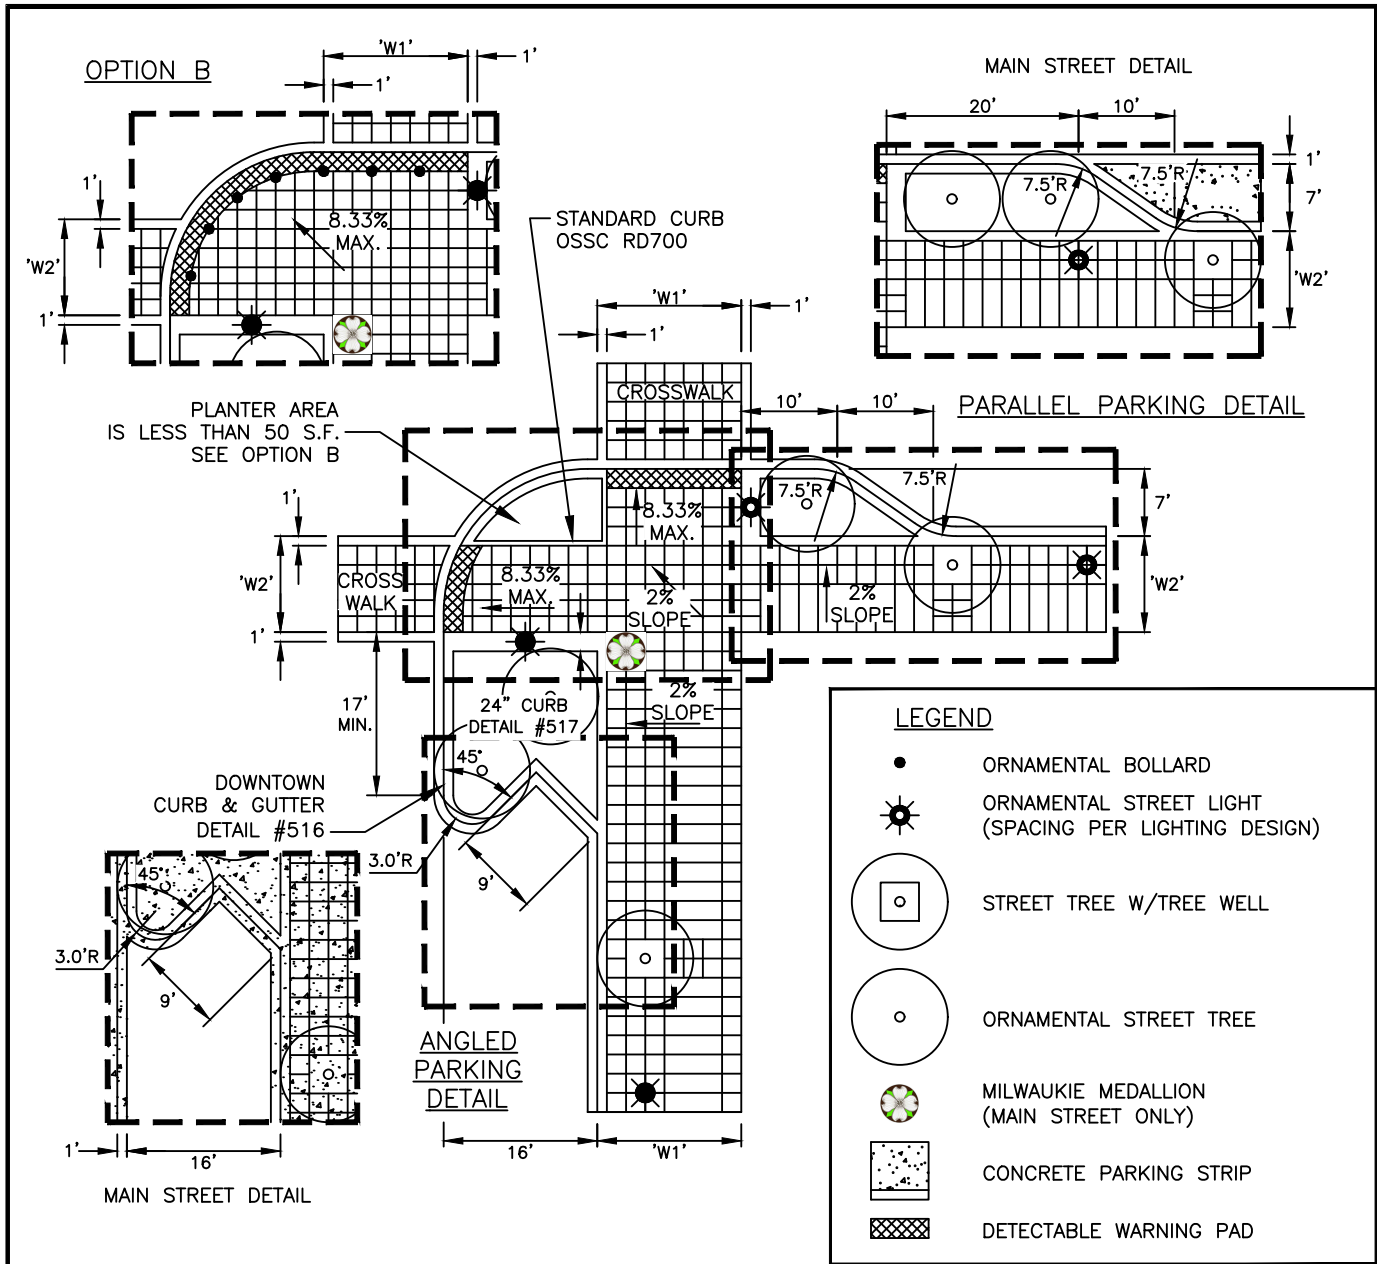 OPTION B
'W1'
1'
1'
1'
'W2'
1'
8.33%
MAX.
MAIN STREET DETAIL
20'
10'
7.5'R
7.5'R
1'
7'
'W2'
STANDARD CURB
OSSC RD700
'W1'
1'
1'
CROSSWALK
10'
10'
PARALLEL PARKING DETAIL
PLANTER AREA
IS LESS THAN 50 S.F.
SEE OPTION B
7.5'R
7.5'R
7'
'W2'
1'
'W2'
1'
CROSS
WALK
8.33%
MAX.
8.33%
MAX.
2%
SLOPE
2%
SLOPE
17'
MIN.
24" CURB
DETAIL #517
2%
SLOPE
45°
DOWNTOWN
CURB & GUTTER
DETAIL #516
3.0'R
9'
45°
3.0'R
9'
1'
16'
MAIN STREET DETAIL
ANGLED
PARKING
DETAIL
16'
'W1'
LEGEND
ORNAMENTAL BOLLARD
ORNAMENTAL STREET LIGHT
(SPACING PER LIGHTING DESIGN)
STREET TREE W/TREE WELL
ORNAMENTAL STREET TREE
MILWAUKIE MEDALLION
(MAIN STREET ONLY)
CONCRETE PARKING STRIP
DETECTABLE WARNING PAD